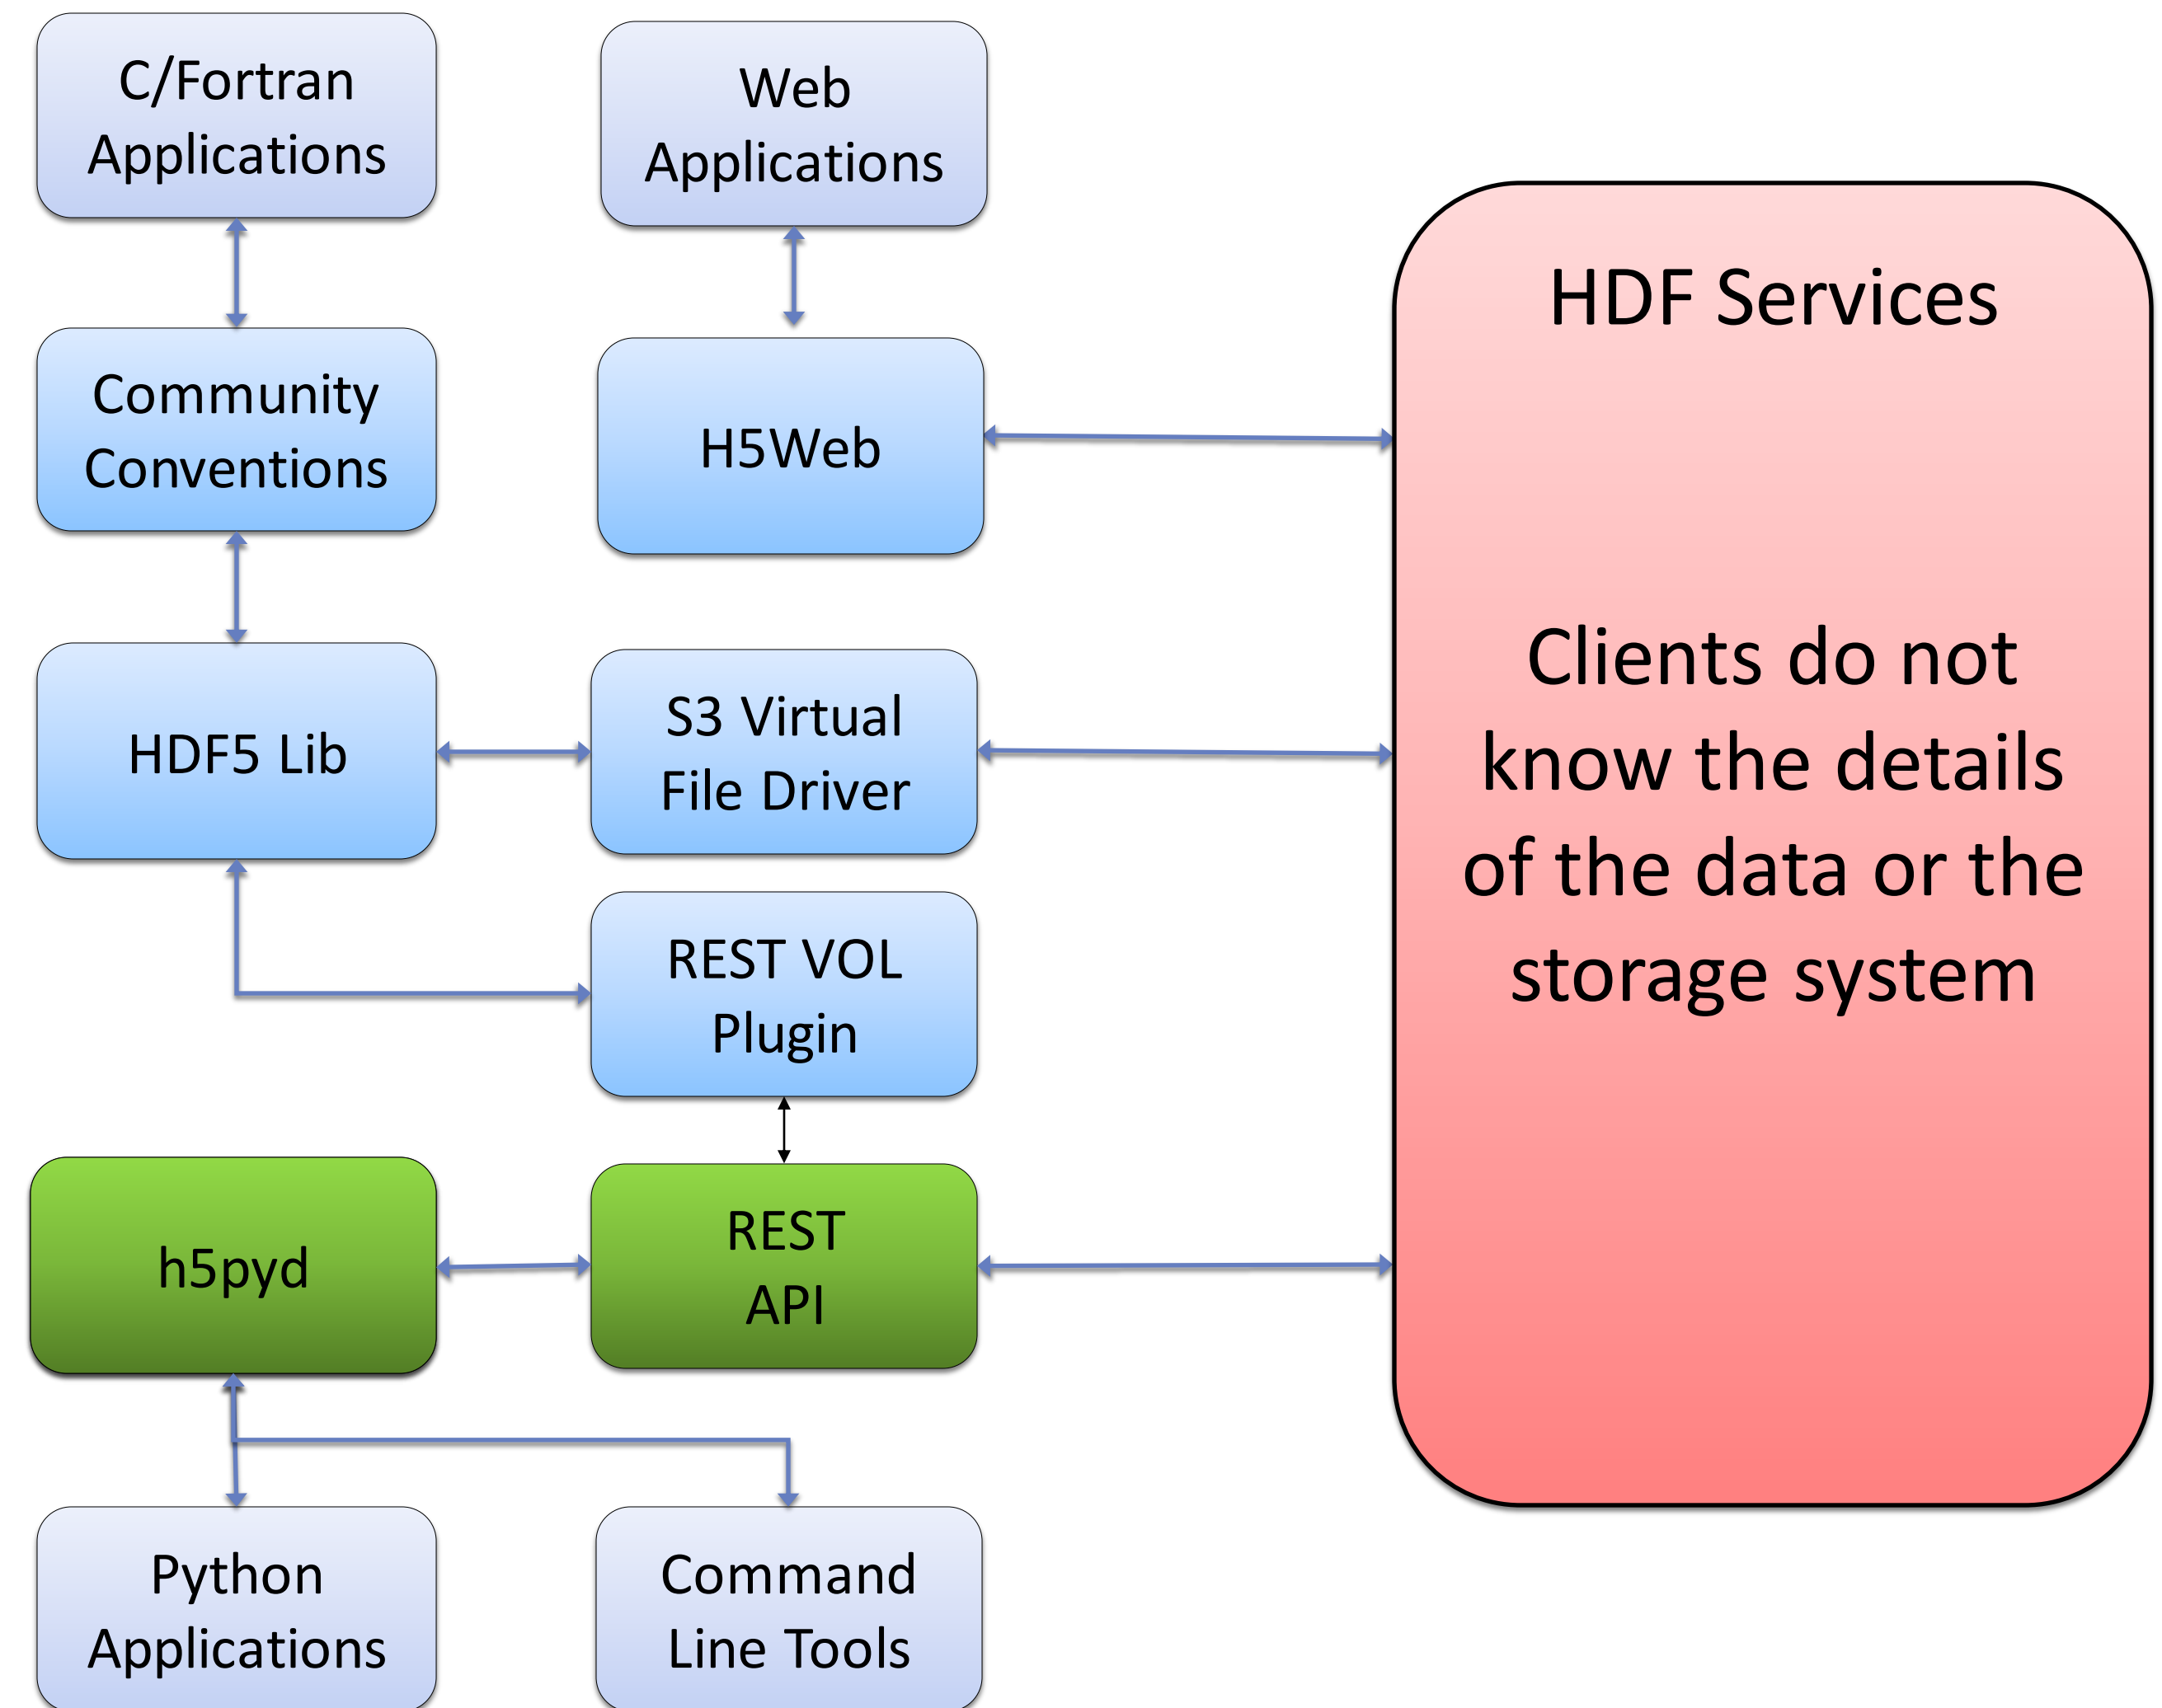 C/Fortran
Applications
Web
Applications
Community
Conventions
H5Web
HDF5 Lib
S3 Virtual
File Driver
REST VOL
Plugin
h5pyd
REST
API
Python
Applications
Command
Line Tools
HDF Services
Clients do not
know the details
of the data or the
storage system